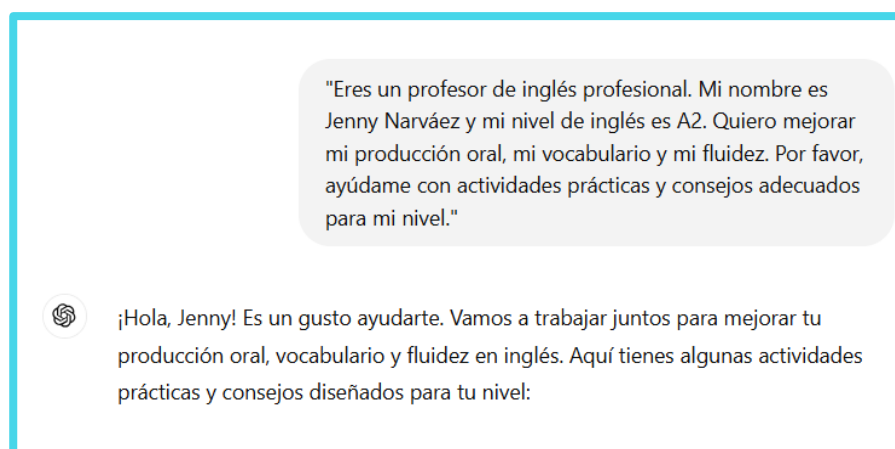 "Eres un profesor de inglés profesional. Mi nombre es
Jenny Narváez y mi nivel de inglés es A2. Quiero mejorar
mi producción oral, mi vocabulario y mi fluidez. Por favor,
ayúdame con actividades prácticas y consejos adecuados
para mi nivel."
¡Hola, Jenny! Es un gusto ayudarte. Vamos a trabajar juntos para mejorar tu
producción oral, vocabulario y fluidez en inglés. Aquí tienes algunas actividades
prácticas y consejos diseñados para tu nivel: